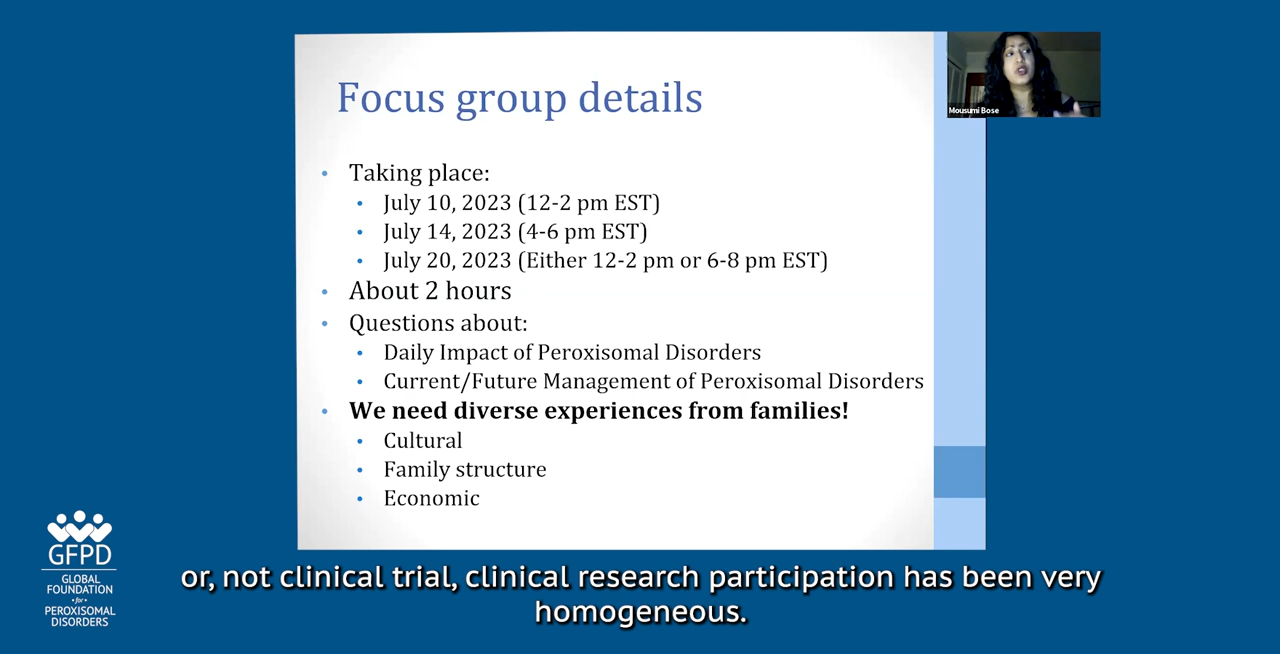 Focus group details
• Taking place:
• July 10, 2023 (12-2 pm EST)
• July 14, 2023 (4-6 pm EST)
• July 20, 2023 (Either 12-2 pm or 6-8 pm EST)
• About 2 hours
• Questions about:
• Daily Impact of Peroxisomal Disorders
• Current/Future Management of Peroxisomal Disorders
• We need diverse experiences from families!
• Cultural
• Family structure
• Economic
Mousumi Bose
GFPD
GLOBAL
FOUNDATION
• for •
PEROXISOMAL
DISORDERS
or, not clinical trial, clinical research participation has been very
homogeneous.